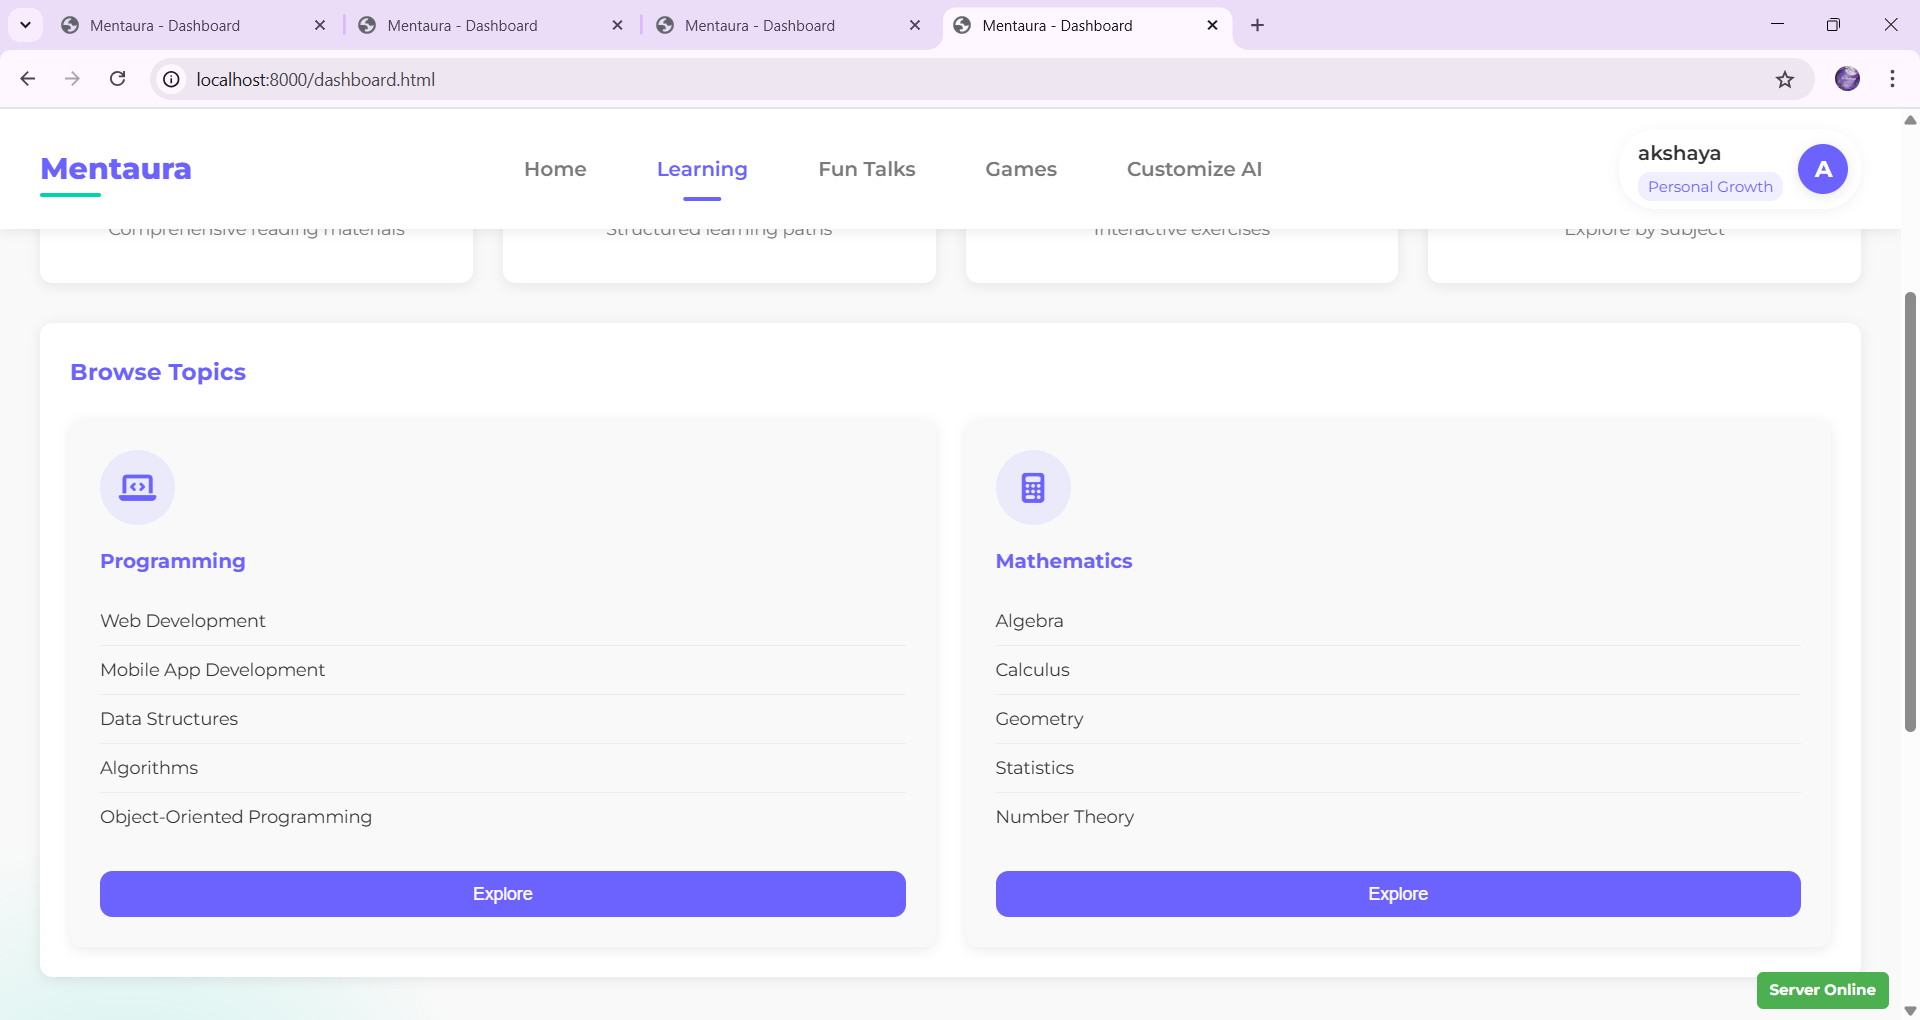 Mentaura - Dashboard
Mentaura - Dashboard
Mentaura - Dashboard
Mentaura - Dashboard
localhost:8000/dashboard.html
Mentaura
Home
Learning
Fun Talks
Games
Customize AI
akshaya
Personal Growth
A
Comprehensive reading materials
Structured learning paths
Interactive exercises
Explore by subject
Browse Topics
Programming
Web Development
Mobile App Development
Data Structures
Algorithms
Object-Oriented Programming
Explore
Mathematics
Algebra
Calculus
Geometry
Statistics
Number Theory
Explore
Server Online